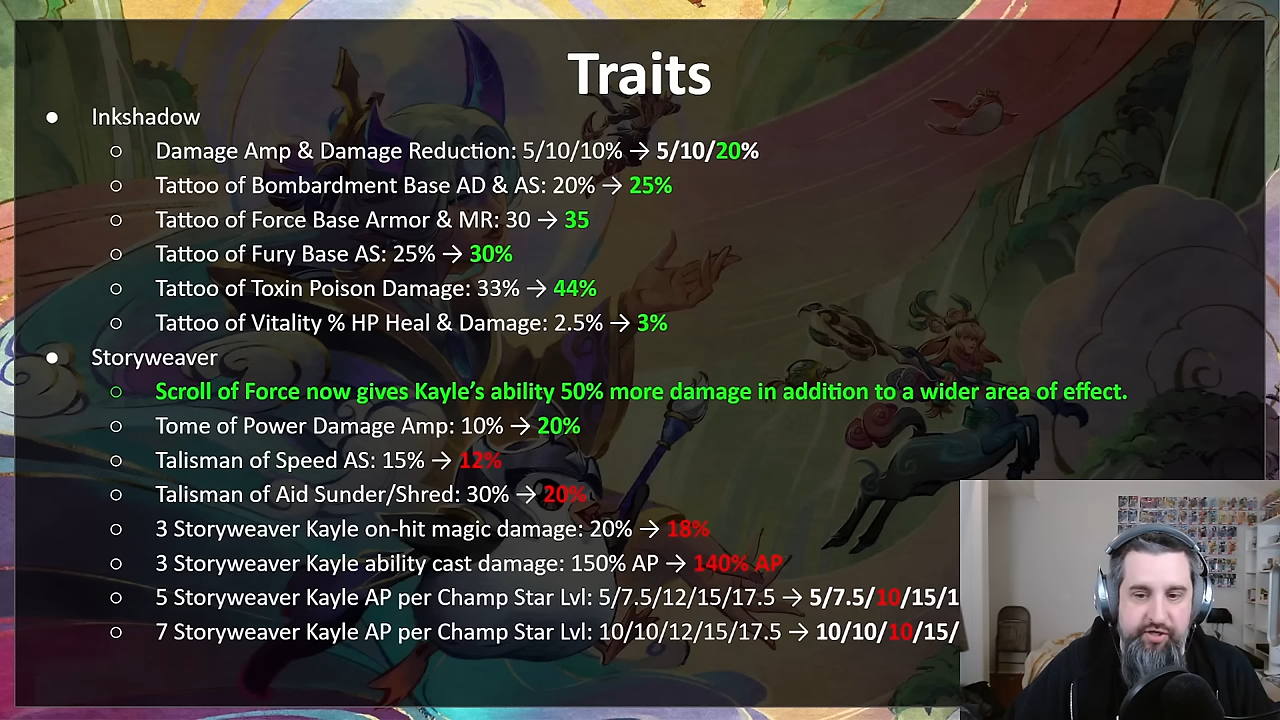 Traits
● Inkshadow
○ Damage Amp & Damage Reduction: 5/10/10% → 5/10/20%
○ Tattoo of Bombardment Base AD & AS: 20% → 25%
○ Tattoo of Force Base Armor & MR: 30 → 35
○ Tattoo of Fury Base AS: 25% → 30%
○ Tattoo of Toxin Poison Damage: 33% → 44%
○ Tattoo of Vitality % HP Heal & Damage: 2.5% → 3%
● Storyweaver
○ Scroll of Force now gives Kayle’s ability 50% more damage in addition to a wider area of effect.
○ Tome of Power Damage Amp: 10% → 20%
○ Talisman of Speed AS: 15% → 12%
○ Talisman of Aid Sunder/Shred: 30% → 20%
○ 3 Storyweaver Kayle on-hit magic damage: 20% → 18%
○ 3 Storyweaver Kayle ability cast damage: 150% AP → 140% AP
○ 5 Storyweaver Kayle AP per Champ Star Lvl: 5/7.5/12/15/17.5 → 5/7.5/10/15/1
○ 7 Storyweaver Kayle AP per Champ Star Lvl: 10/10/12/15/17.5 → 10/10/10/15/